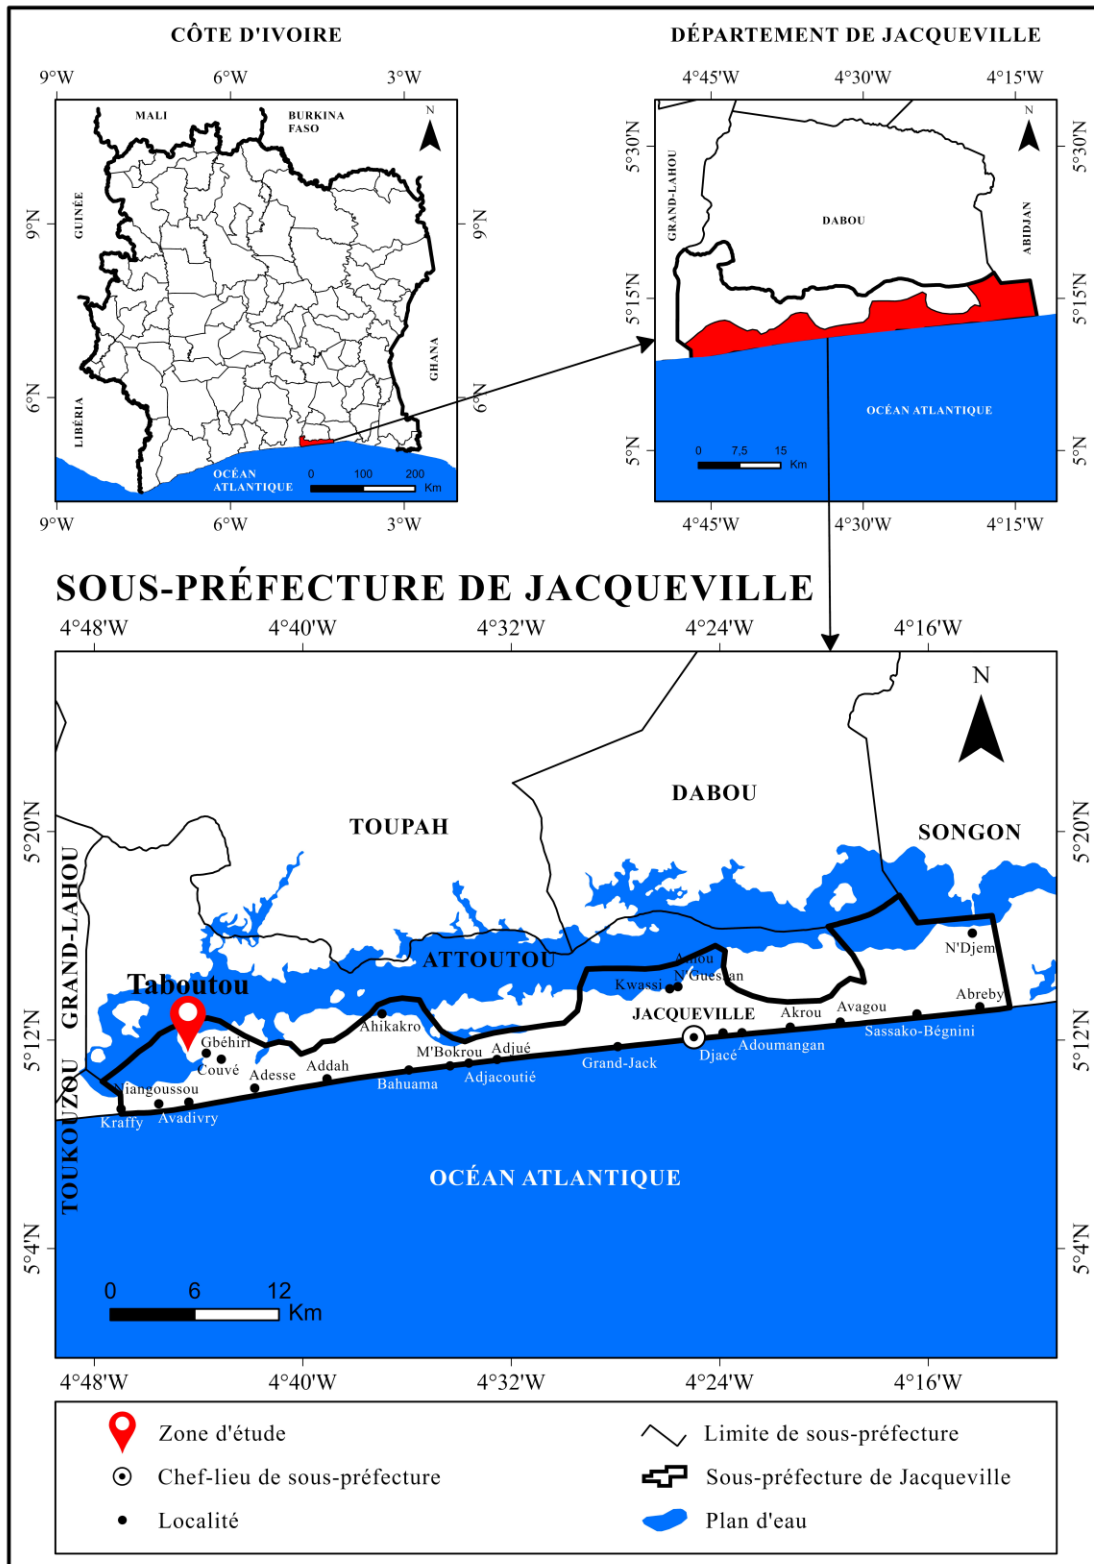 CÔTE D'IVOIRE
9°W 6°W 3°W
MALI
BURKINA
FASO
N
GUINÉE
9°N
9°N
GHANA
6°N
6°N
LIBÉRIA
OCÉAN
ATLANTIQUE
0 100 200
Km
9°W 6°W 3°W
DÉPARTEMENT DE JACQUEVILLE
4°45'W 4°30'W 4°15'W
N
5°30'N
5°30'N
GRAND-LAHOU
DABOU
ABIDJAN
5°15'N
5°15'N
OCÉAN ATLANTIQUE
0 7,5 15
Km
5°N
5°N
4°45'W 4°30'W 4°15'W
SOUS-PRÉFECTURE DE JACQUEVILLE
4°48'W 4°40'W 4°32'W 4°24'W 4°16'W
N
DABOU
TOUPAH
SONGON
5°20'N
5°20'N
GRAND-LAHOU
N'Djem
ATTOUTOU
Amou
N'Guessan
Kwassi
Taboutou
Abreby
JACQUEVILLE
Akrou
Avagou
Ahikakro
Sassako-Bégnini
5°12'N
5°12'N
Gbéhiri
Couvé
M'Bokrou
Adjué
Grand-Jack
Djacé
Adoumangan
Adesse
Addah
Bahuama
Adjacoutié
Niangoussou
Kraffy
Avadivry
TOUKOUZOU
OCÉAN ATLANTIQUE
5°4'N
5°4'N
0 6 12
Km
4°48'W 4°40'W 4°32'W 4°24'W 4°16'W
Zone d'étude
Chef-lieu de sous-préfecture
Localité
Limite de sous-préfecture
Sous-préfecture de Jacqueville
Plan d'eau